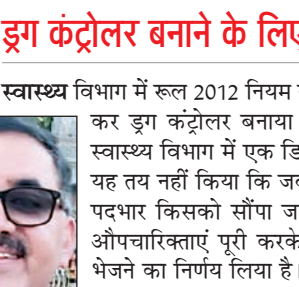 ड्रग कंट्रोलर बनाने के लिए
स्वास्थ्य विभाग में रूल 2012 नियम
कर ड्रग कंट्रोलर बनाया
स्वास्थ्य विभाग में एक
यह तय नहीं किया कि
पदभार किसको सौंपा
औपचारिक्ताएं पूरी करके
भेजने का निर्णय लिया है।